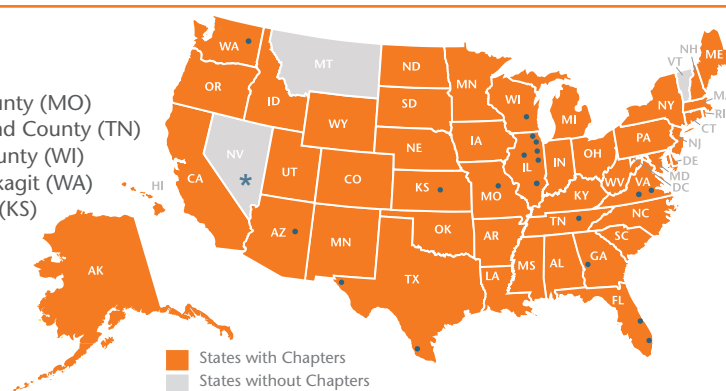 unty (MO)
nd County (TN)
unty (WI)
kagit (WA)
(KS)
WA
OR
CA
NV
*
ID
MT
WY
UT
CO
AZ
NM
ND
SD
NE
KS
OK
TX
MN
IA
MO
AR
LA
WI
IL
MI
IN
OH
KY
TN
MS
AL
GA
FL
SC
NC
VA
WV
PA
NY
VT
NH
ME
MA
RI
CT
NJ
DE
MD
DC
HI
AK
States with Chapters
States without Chapters